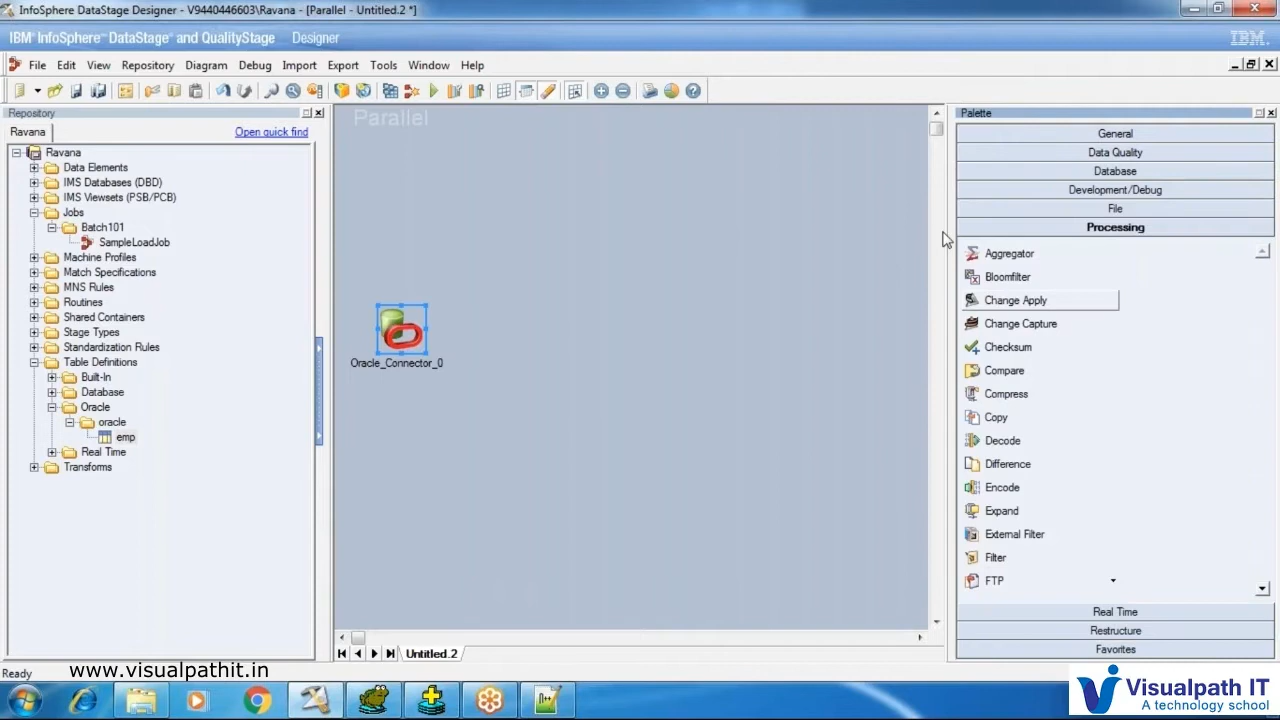 InfoSphere DataStage Designer - V9440446603\Ravana - [Parallel - Untitled.2 *]
IBM® InfoSphere™ DataStage® and QualityStage® Designer
IBM.
File Edit View Repository Diagram Debug Import Export Tools Window Help
Repository
Ravana
Open quick find
Ravana
Data Elements
IMS Databases (DBD)
IMS Viewsets (PSB/PCB)
Jobs
Batch101
SampleLoadJob
Machine Profiles
Match Specifications
MNS Rules
Routines
Shared Containers
Stage Types
Standardization Rules
Table Definitions
Built-In
Database
Oracle
oracle
emp
Real Time
Transforms
Parallel
Oracle_Connector_0
Untitled.2
Palette
General
Data Quality
Database
Development/Debug
File
Processing
Aggregator
Bloomfilter
Change Apply
Change Capture
Checksum
Compare
Compress
Copy
Decode
Difference
Encode
Expand
External Filter
Filter
FTP
Real Time
Restructure
Favorites
Ready
www.visualpathit.in
Visualpath IT
A technology school